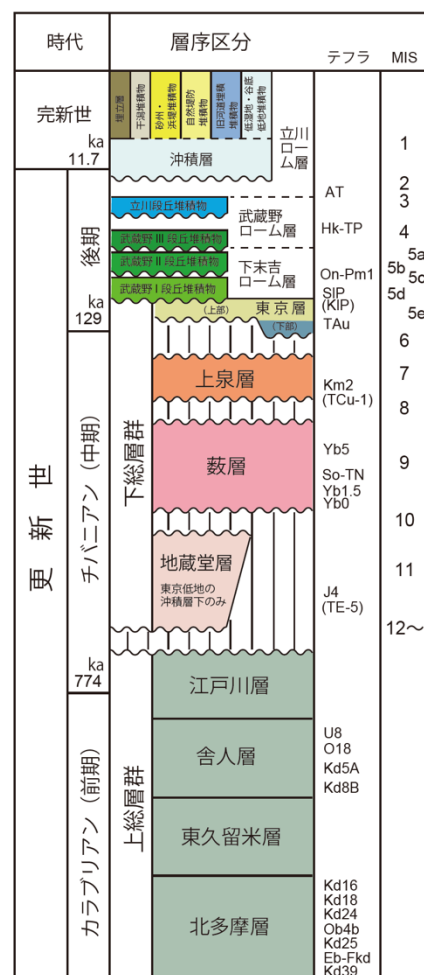 時代
層序区分
テフラ
MIS
完新世
埋立層
干潟堆積物
砂州・
浜堤堆積物
自然堤防
堆積物
旧河道埋積
堆積物
低湿地・谷底
低地堆積物
沖積層
立川
ローム層
ka
11.7
1
2
AT
3
立川段丘堆積物
武蔵野
ローム層
武蔵野 III 段丘堆積物
Hk-TP
4
後期
武蔵野 II 段丘堆積物
下末吉
ローム層
5a
5b
On-Pm1
5c
武蔵野 I 段丘堆積物
SIP
(KIP)
5d
(上部)
東京層
5e
ka
129
(下部)
TAu
6
更新世
チバニアン（中期）
下総層群
上泉層
7
Km2
(TCu-1)
8
藪層
Yb5
9
So-TN
Yb1.5
Yb0
10
地蔵堂層
東京低地の
沖積層下のみ
11
J4
(TE-5)
12〜
ka
774
江戸川層
カラブリアン（前期）
上総層群
舎人層
U8
O18
Kd5A
Kd8B
東久留米層
北多摩層
Kd16
Kd18
Kd24
Ob4b
Kd25
Eb-Fkd
Kd39